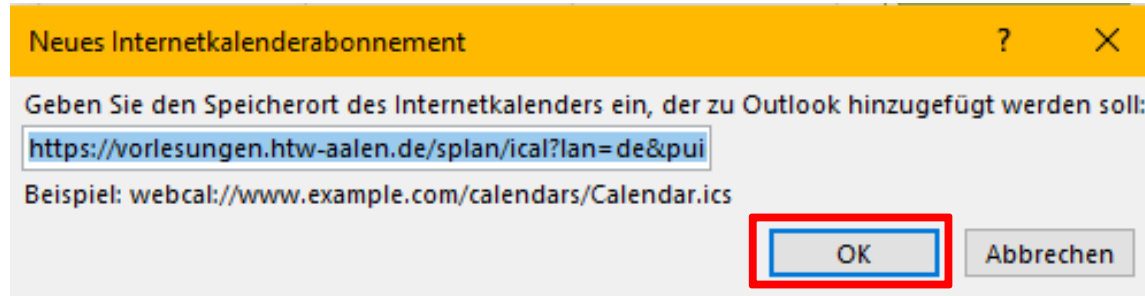 Neues Internetkalenderabonnement ? ×
Geben Sie den Speicherort des Internetkalenders ein, der zu Outlook hinzugefügt werden soll:
https://vorlesungen.htw-aalen.de/splan/ical?lan=de&pui
Beispiel: webcal://www.example.com/calendars/Calendar.ics
OK Abbrechen